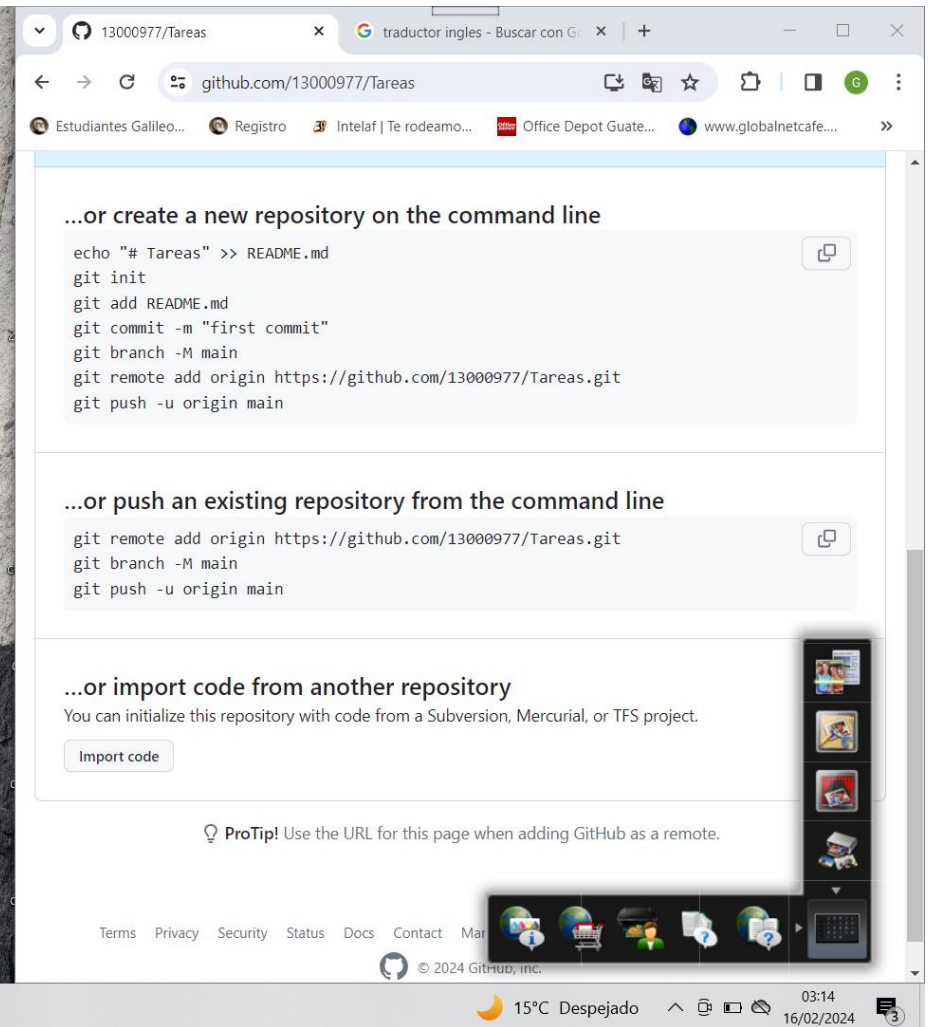 13000977/Tareas
traductor ingles - Buscar con G
github.com/13000977/Tareas
G
Estudiantes Galileo...
Registro
Intelaf | Te rodeamo...
Office Depot Guate...
www.globalnetcafe....
...or create a new repository on the command line
echo "# Tareas" >> README.md
git init
git add README.md
git commit -m "first commit"
git branch -M main
git remote add origin https://github.com/13000977/Tareas.git
git push -u origin main
...or push an existing repository from the command line
git remote add origin https://github.com/13000977/Tareas.git
git branch -M main
git push -u origin main
...or import code from another repository
You can initialize this repository with code from a Subversion, Mercurial, or TFS project.
Import code
ProTip! Use the URL for this page when adding GitHub as a remote.
Terms Privacy Security Status Docs Contact
© 2024 GitHub, Inc.
15°C Despejado
03:14
16/02/2024
3